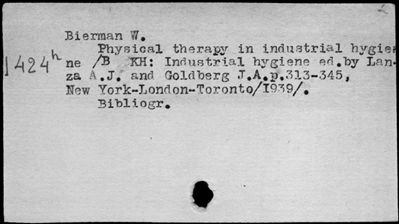 Bierman W.
Physical therapy in industrial hygie-
1424h ne /B KH: Industrial hygiene ed.by Lan-
za A.J. and Goldberg J.A.p.313-345,
New York-London-Toronto/1939/.
Bibliogr.